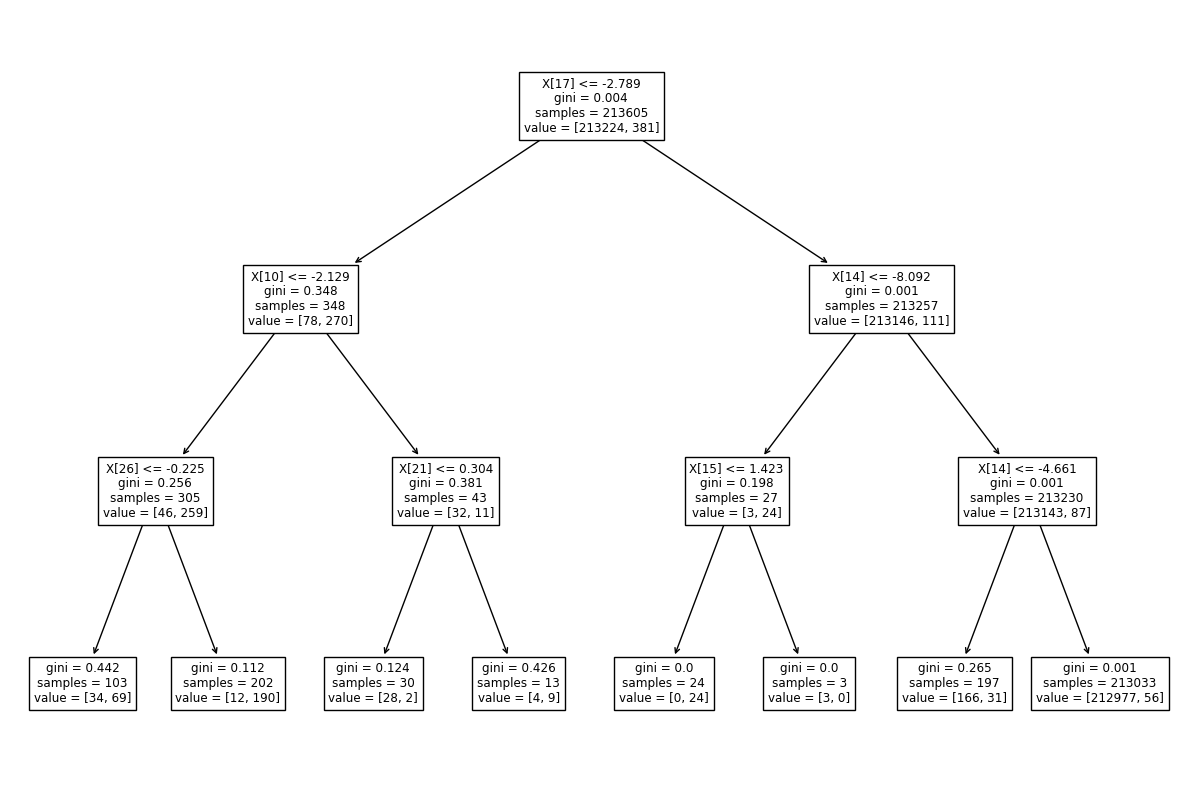 X[17] <= -2.789
gini = 0.004
samples = 213605
value = [213224, 381]
X[10] <= -2.129
gini = 0.348
samples = 348
value = [78, 270]
X[14] <= -8.092
gini = 0.001
samples = 213257
value = [213146, 111]
X[26] <= -0.225
gini = 0.256
samples = 305
value = [46, 259]
X[21] <= 0.304
gini = 0.381
samples = 43
value = [32, 11]
X[15] <= 1.423
gini = 0.198
samples = 27
value = [3, 24]
X[14] <= -4.661
gini = 0.001
samples = 213230
value = [213143, 87]
gini = 0.442
samples = 103
value = [34, 69]
gini = 0.112
samples = 202
value = [12, 190]
gini = 0.124
samples = 30
value = [28, 2]
gini = 0.426
samples = 13
value = [4, 9]
gini = 0.0
samples = 24
value = [0, 24]
gini = 0.0
samples = 3
value = [3, 0]
gini = 0.265
samples = 197
value = [166, 31]
gini = 0.001
samples = 213033
value = [212977, 56]